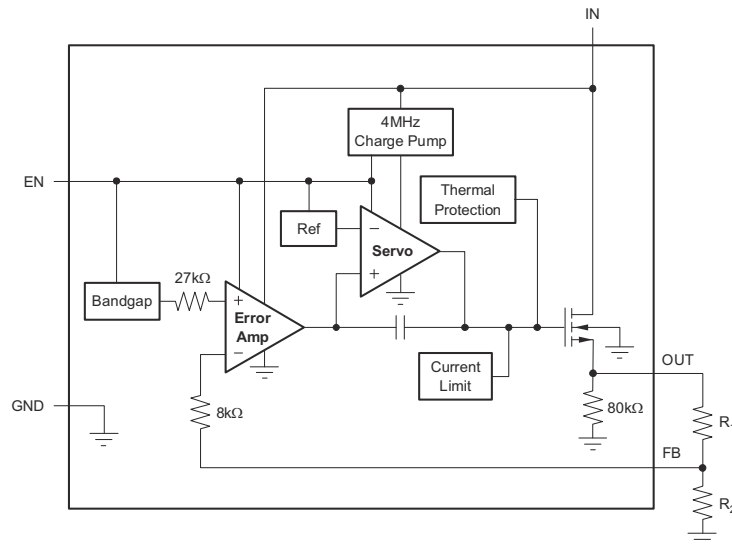 IN
4MHz
Charge Pump
EN
Thermal
Protection
Ref
−
Servo
+
27kΩ
Bandgap
+
Error
Amp
−
Current
Limit
OUT
GND
8kΩ
80kΩ
FB
R2